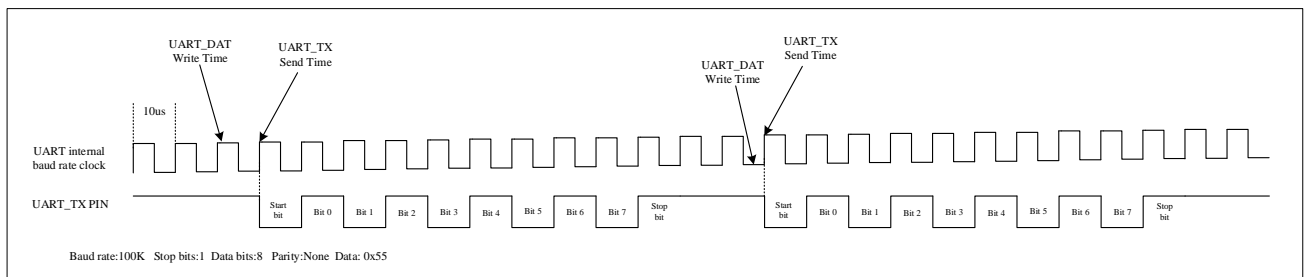 UART_DAT
Write Time
UART_TX
Send Time
UART_DAT
Write Time
UART_TX
Send Time
10us
UART internal
baud rate clock
UART_TX PIN
Start
bit
Bit 0
Bit 1
Bit 2
Bit 3
Bit 4
Bit 5
Bit 6
Bit 7
Stop
bit
Start
bit
Bit 0
Bit 1
Bit 2
Bit 3
Bit 4
Bit 5
Bit 6
Bit 7
Stop
bit
Baud rate:100K Stop bits:1 Data bits:8 Parity:None Data: 0x55